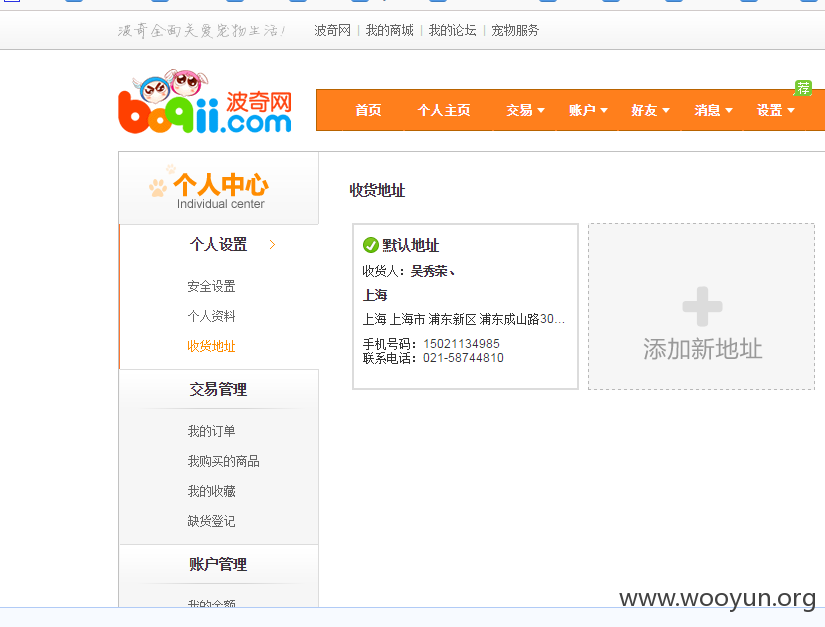 波奇全面关爱宠物生活!
波奇网 | 我的商城 | 我的论坛 | 宠物服务
boqii.com 波奇网
荐
首页 个人主页 交易 账户 好友 消息 设置
个人中心
Individual center
个人设置
安全设置
个人资料
收货地址
交易管理
我的订单
我购买的商品
我的收藏
缺货登记
账户管理
我的余额
收货地址
默认地址
收货人：吴秀荣、
上海
上海 上海市 浦东新区 浦东成山路30...
手机号码：15021134985
联系电话：021-58744810
添加新地址
www.wooyun.org